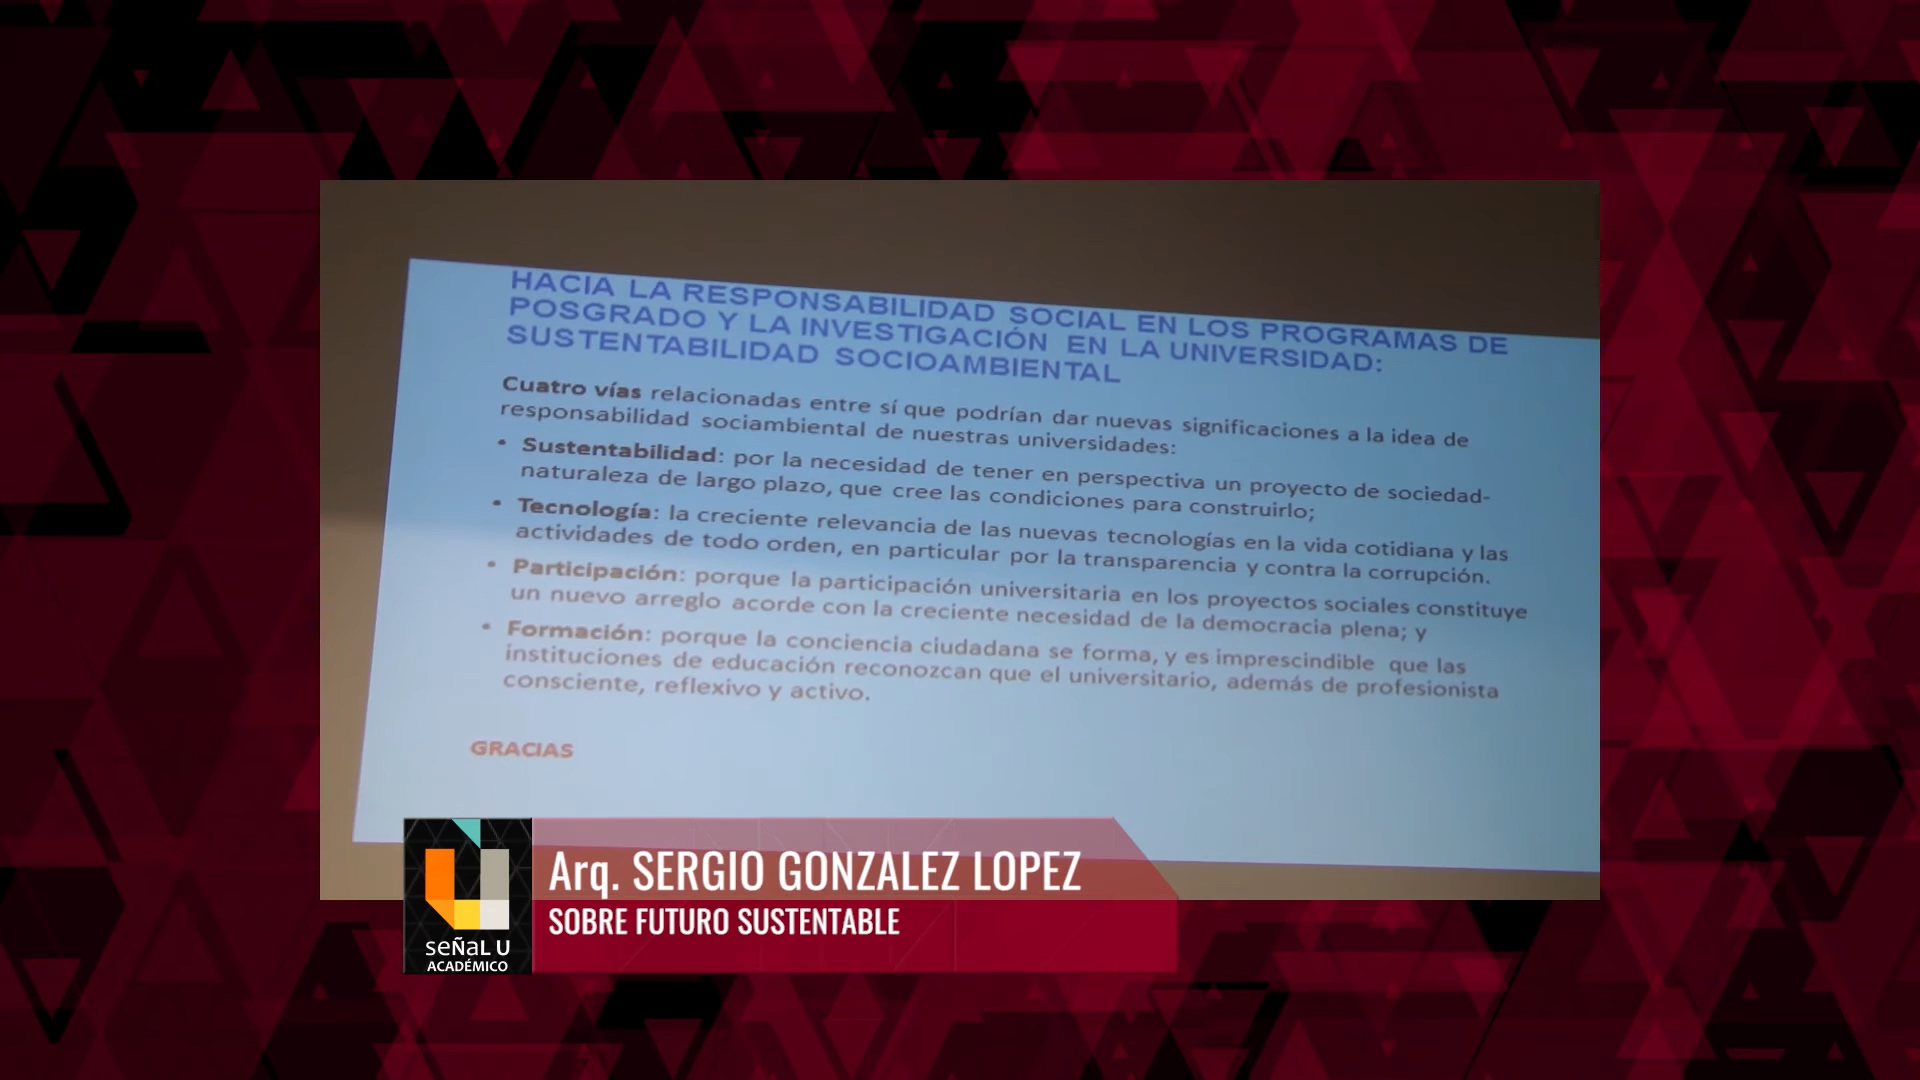 HACIA LA RESPONSABILIDAD SOCIAL EN LOS PROGRAMAS DE
POSGRADO Y LA INVESTIGACIÓN EN LA UNIVERSIDAD:
SUSTENTABILIDAD SOCIOAMBIENTAL
Cuatro vías relacionadas entre sí que podrían dar nuevas significaciones a la idea de
responsabilidad sociambiental de nuestras universidades:
• Sustentabilidad: por la necesidad de tener en perspectiva un proyecto de sociedad-
naturaleza de largo plazo, que cree las condiciones para construirlo;
• Tecnología: la creciente relevancia de las nuevas tecnologías en la vida cotidiana y las
actividades de todo orden, en particular por la transparencia y contra la corrupción.
• Participación: porque la participación universitaria en los proyectos sociales constituye
un nuevo arreglo acorde con la creciente necesidad de la democracia plena; y
• Formación: porque la conciencia ciudadana se forma, y es imprescindible que las
instituciones de educación reconozcan que el universitario, además de profesionista
consciente, reflexivo y activo.
GRACIAS
Arq. SERGIO GONZALEZ LOPEZ
SOBRE FUTURO SUSTENTABLE
seÑaL U
ACADÉMICO